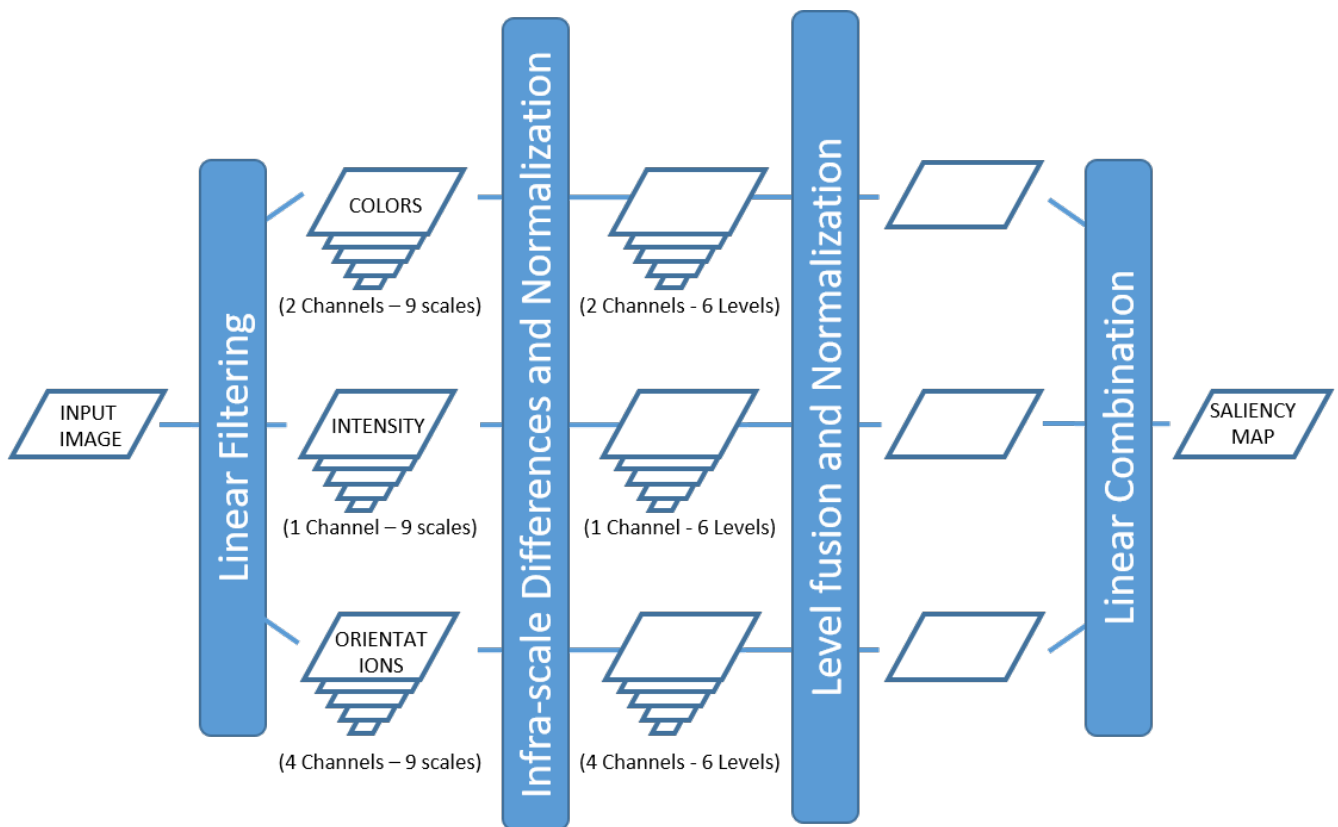 INPUT
IMAGE
Linear Filtering
COLORS
(2 Channels – 9 scales)
INTENSITY
(1 Channel – 9 scales)
ORIENTAT
IONS
(4 Channels – 9 scales)
Infra-scale Differences and Normalization
(2 Channels - 6 Levels)
(1 Channel - 6 Levels)
(4 Channels - 6 Levels)
Level fusion and Normalization
Linear Combination
SALIENCY
MAP